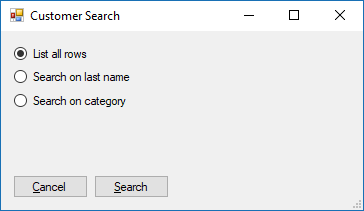 Customer Search
List all rows
Search on last name
Search on category
Cancel Search